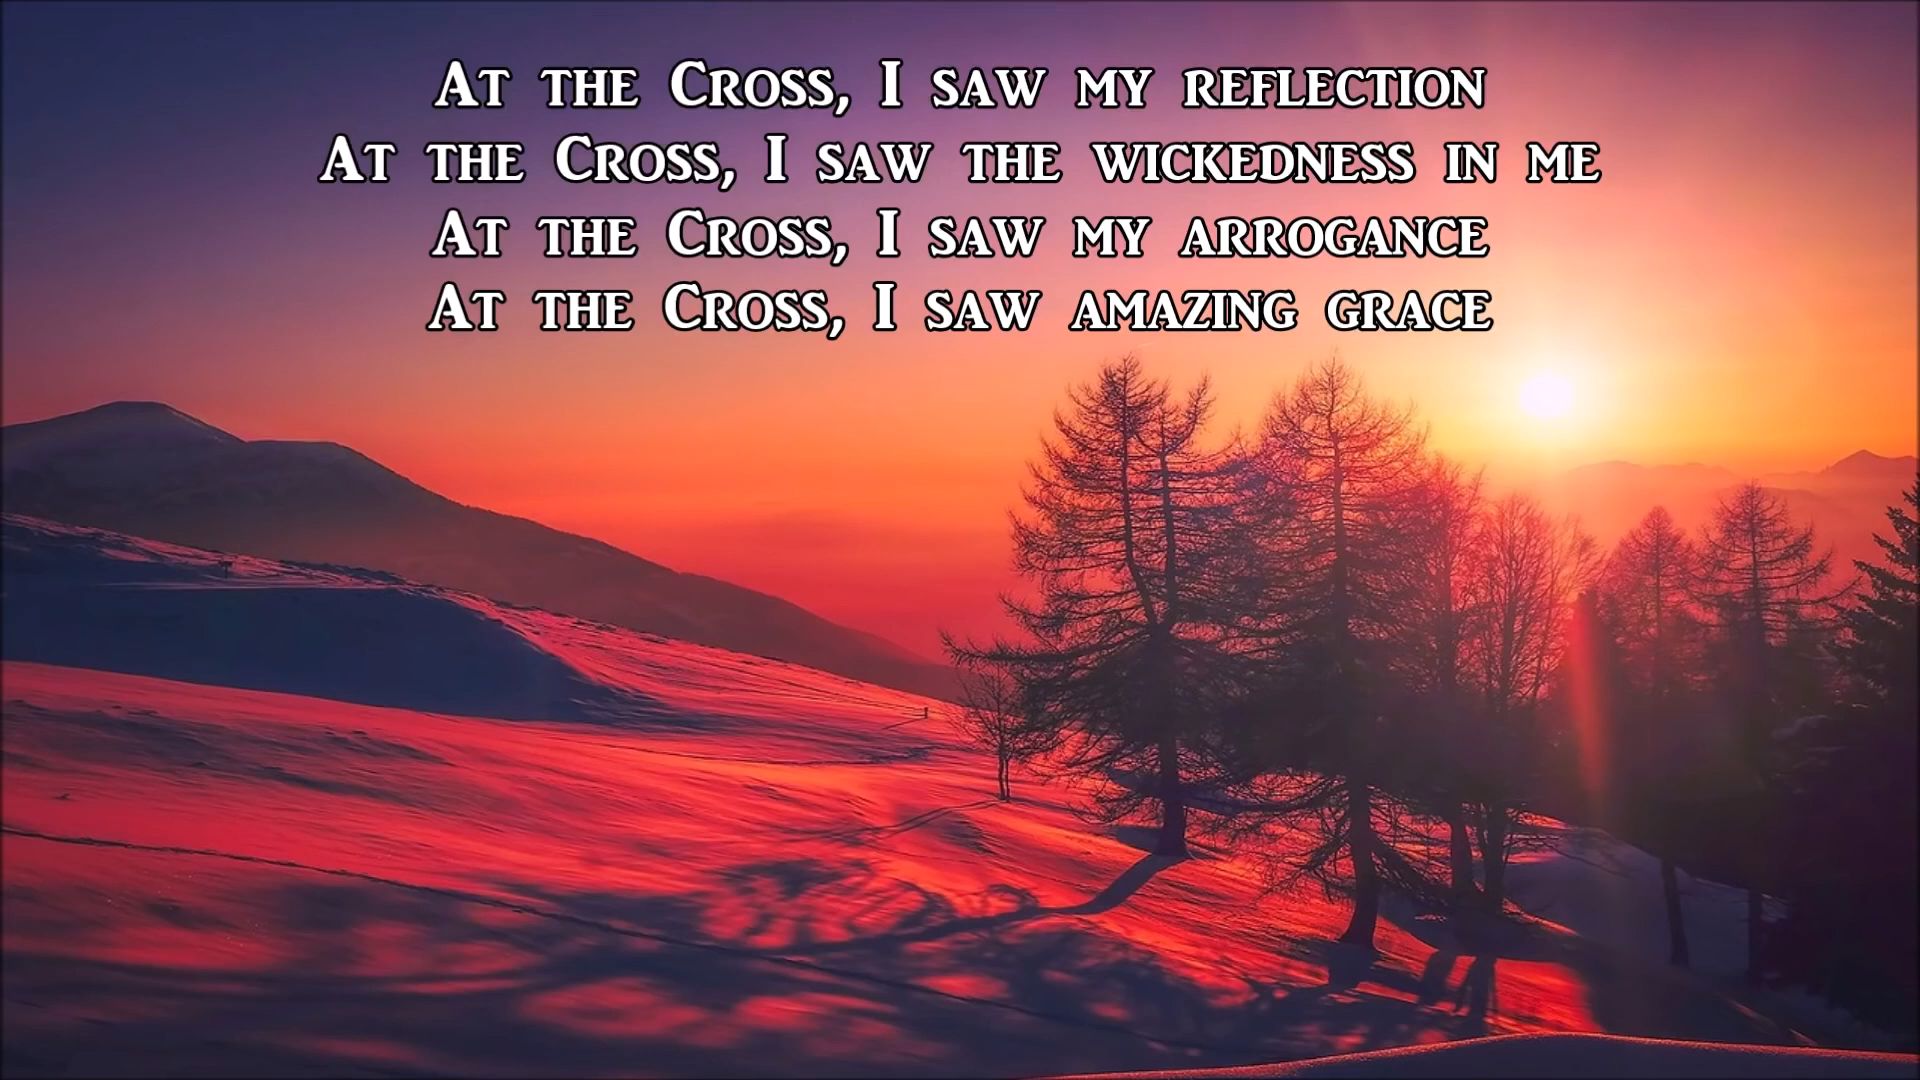 At the Cross, I saw my reflection
At the Cross, I saw the wickedness in me
At the Cross, I saw my arrogance
At the Cross, I saw amazing grace